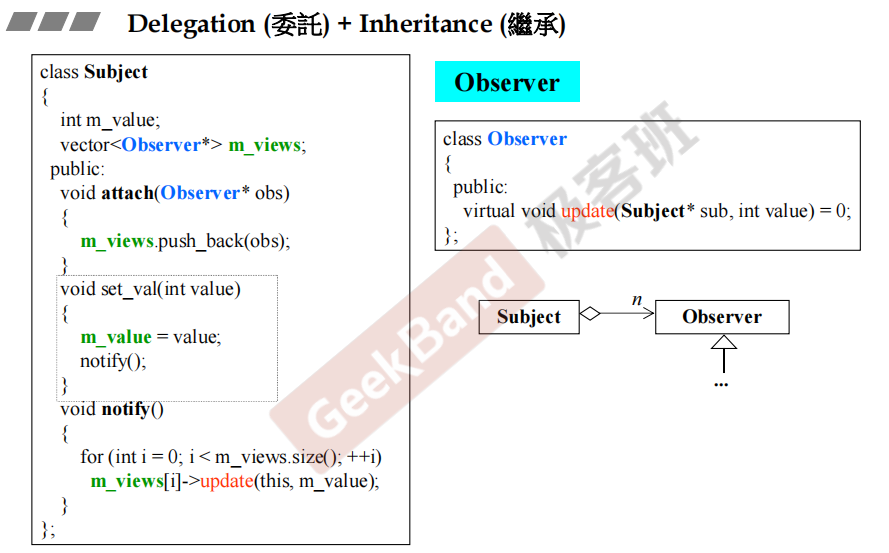 Delegation (委託) + Inheritance (繼承)
class Subject
{
int m_value;
vector<Observer*> m_views;
public:
void attach(Observer* obs)
{
m_views.push_back(obs);
}
void set_val(int value)
{
m_value = value;
notify();
}
void notify()
{
for (int i = 0; i < m_views.size(); ++i)
m_views[i]->update(this, m_value);
}
};
Observer
class Observer
{
public:
virtual void update(Subject* sub, int value) = 0;
};
Subject
n
Observer
...
GeekBand 极客班